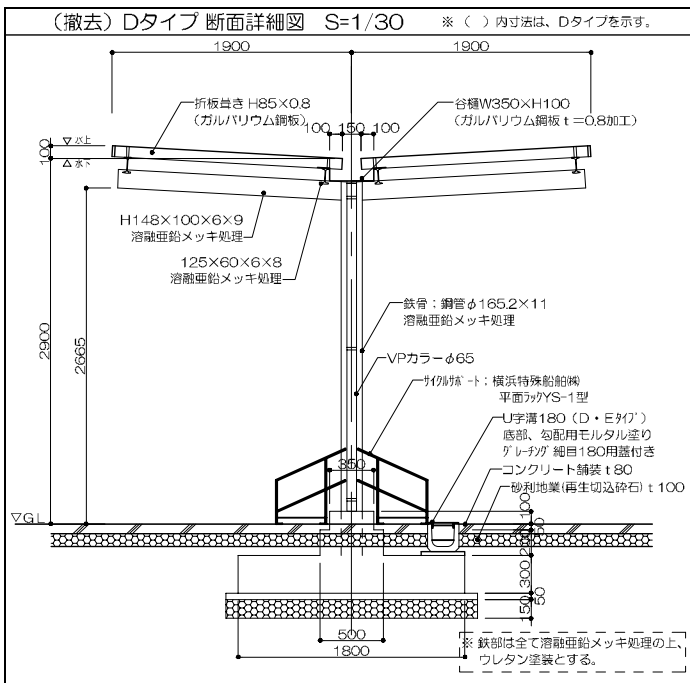 （撤去）Dタイプ 断面詳細図 S=1/30
※（ ）内寸法は、Dタイプを示す。
1900
1900
折板葺き H85×0.8
（ガルバリウム鋼板）
100 150 100
谷樋W350×H100
（ガルバリウム鋼板ｔ＝0.8加工）
▽水上
100
▽水下
H148×100×6×9
溶融亜鉛メッキ処理
125×60×6×8
溶融亜鉛メッキ処理
鉄骨：鋼管φ165.2×11
溶融亜鉛メッキ処理
2900
2665
VPカラーφ65
ｻｲｸﾙｻﾎﾟｰﾄ：横浜特殊船舶㈱
平面ﾗｯｸYS-1型
U字溝180（D・Eﾀｲﾌﾟ）
底部、勾配用モルタル塗り
ｸﾞﾚｰﾁﾝｸﾞ細目180用蓋付き
コンクリート舗装ｔ80
砂利地業(再生切込砕石)ｔ100
350
▽GL
100
50
300
50
150
500
1800
※ 鉄部は全て溶融亜鉛メッキ処理の上、
ウレタン塗装とする。